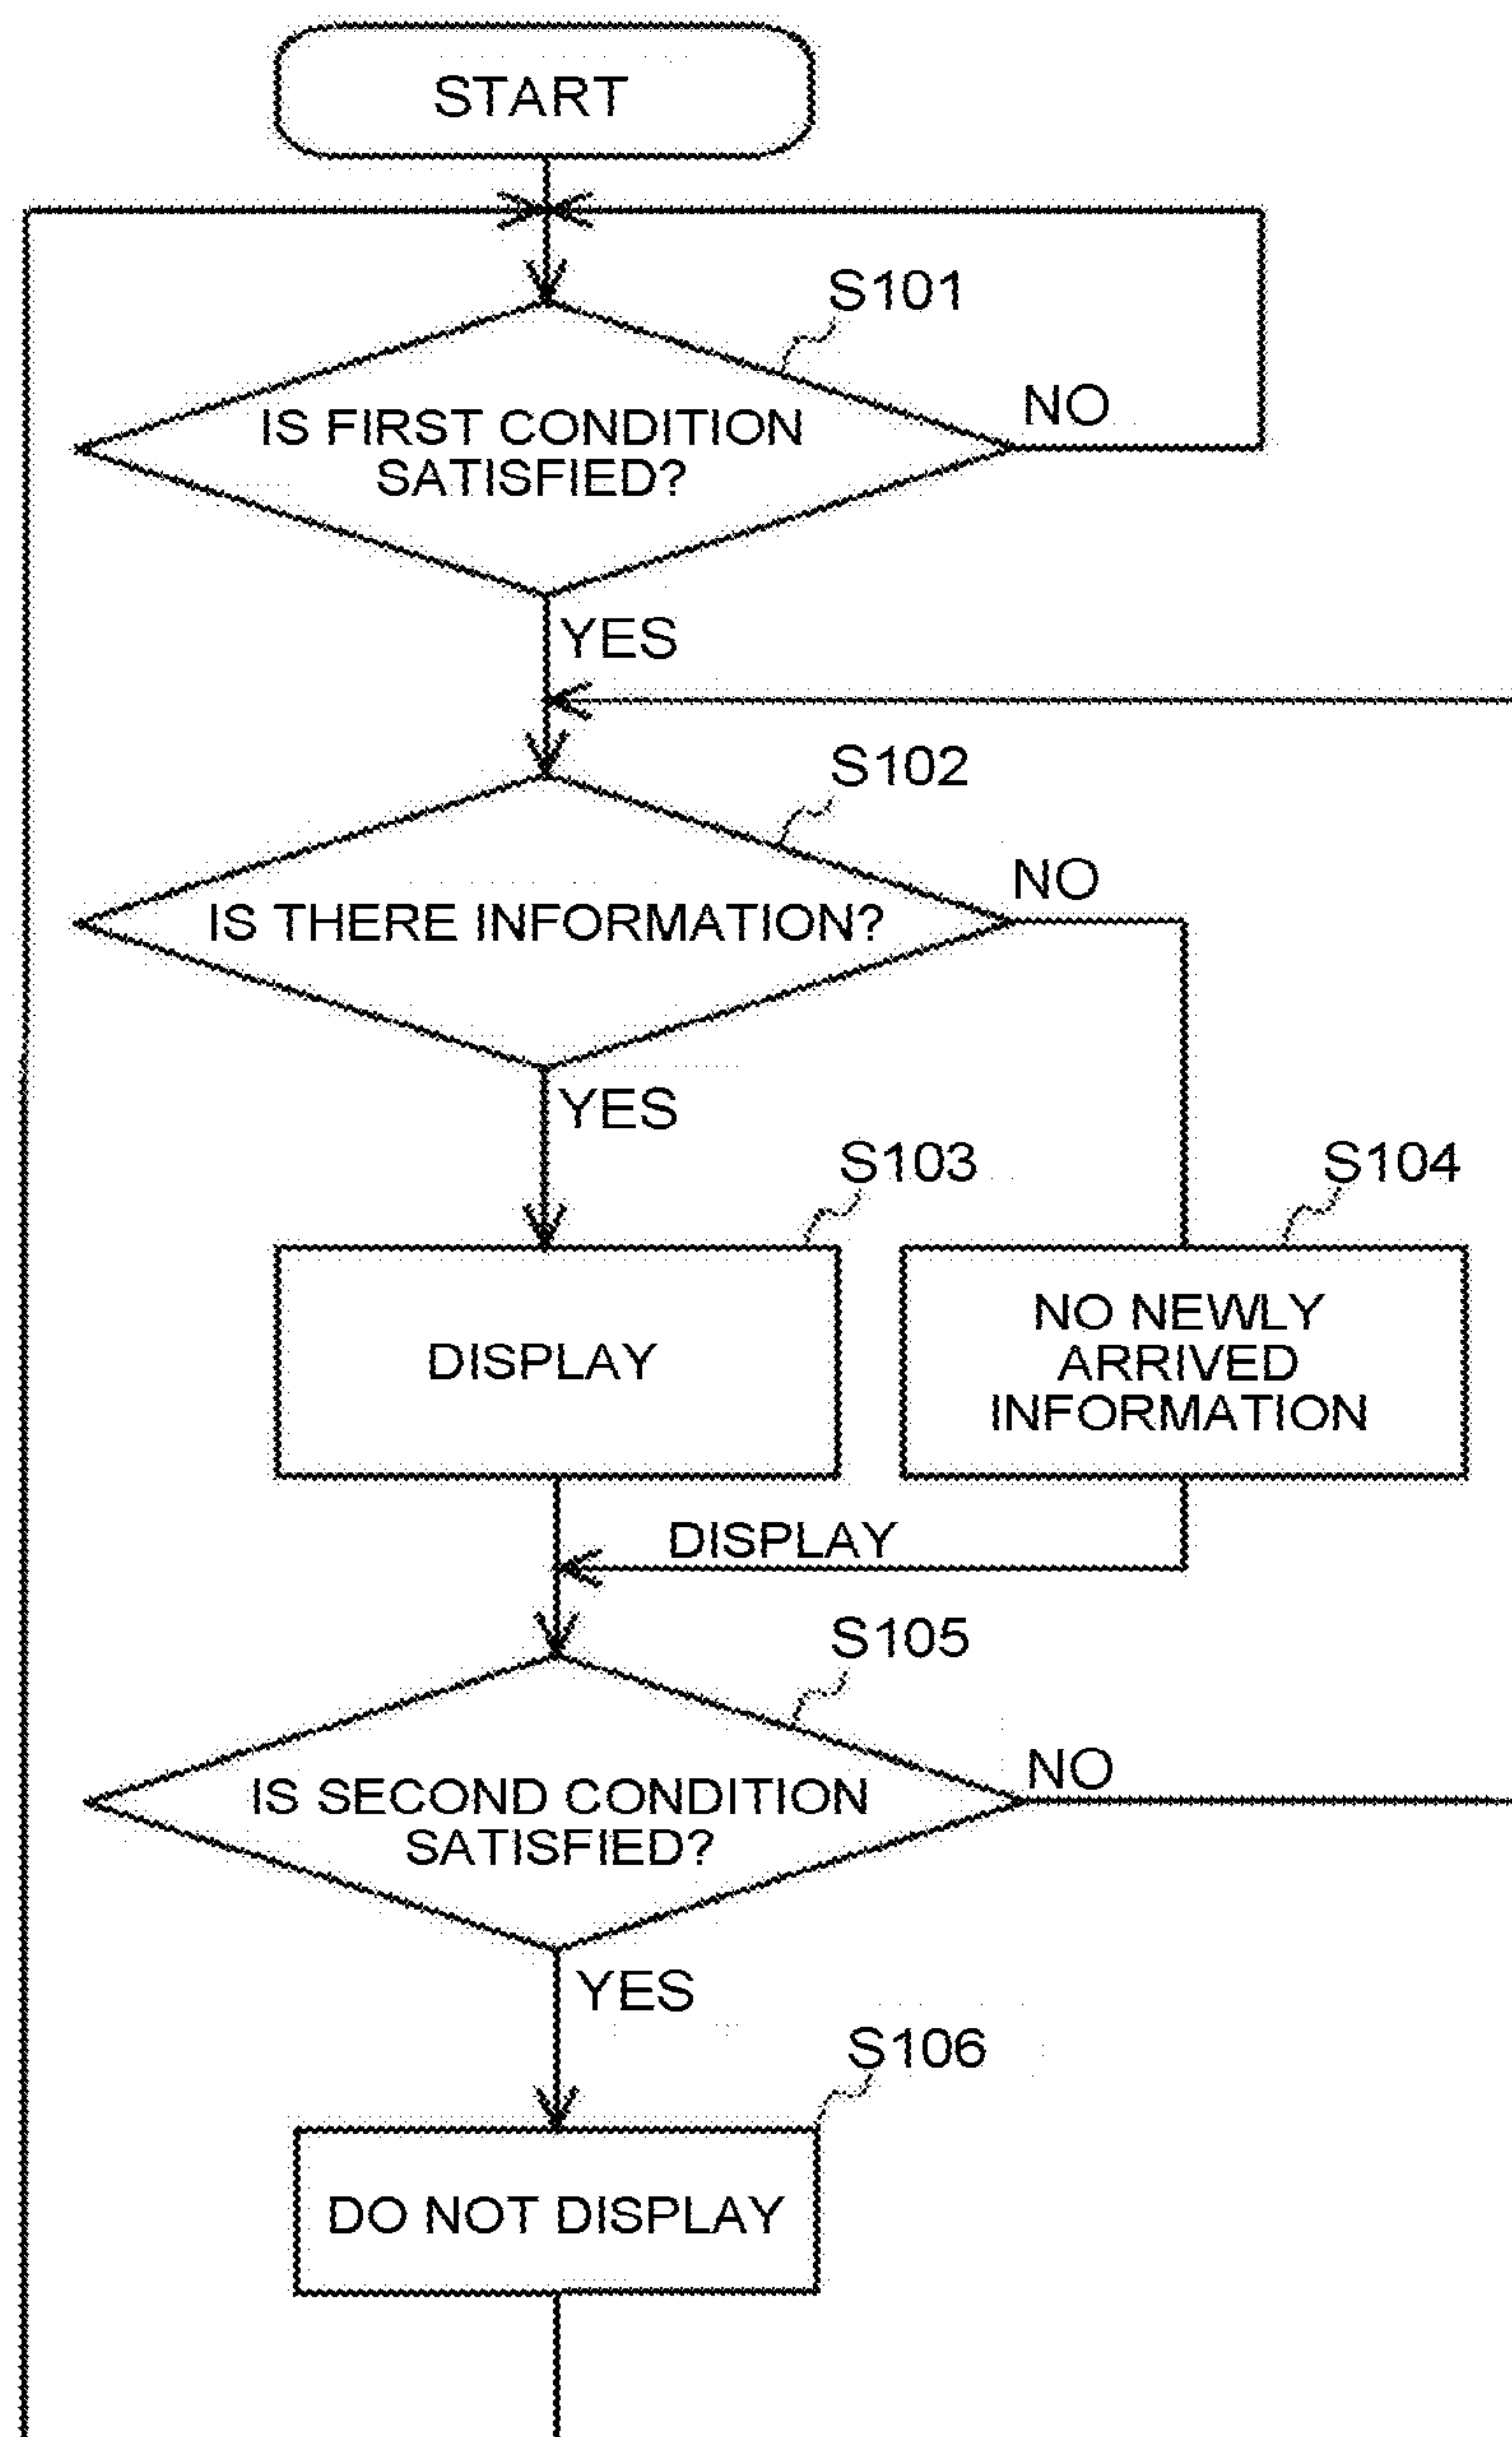 START
S101
IS FIRST CONDITION
SATISFIED?
NO
YES
S102
IS THERE INFORMATION?
NO
YES
S103
S104
DISPLAY
NO NEWLY
ARRIVED
INFORMATION
DISPLAY
S105
IS SECOND CONDITION
SATISFIED?
NO
YES
S106
DO NOT DISPLAY